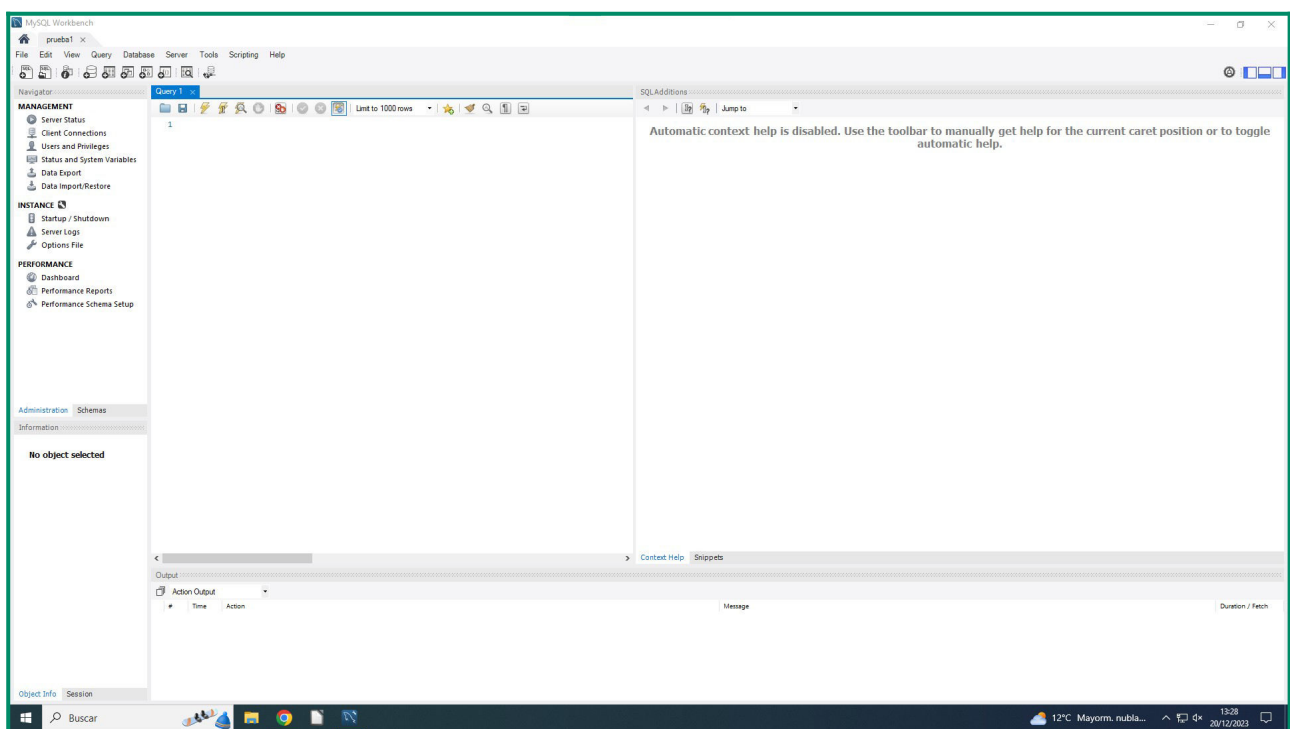 MySQL Workbench
prueba1
File Edit View Query Database Server Tools Scripting Help
Navigator
MANAGEMENT
Server Status
Client Connections
Users and Privileges
Status and System Variables
Data Export
Data Import/Restore
INSTANCE
Startup / Shutdown
Server Logs
Options File
PERFORMANCE
Dashboard
Performance Reports
Performance Schema Setup
Administration Schemas
Information
No object selected
Object Info Session
Query 1
Limit to 1000 rows
1
SQLAdditions
Jump to
Automatic context help is disabled. Use the toolbar to manually get help for the current caret position or to toggle
automatic help.
Context Help Snippets
Output
Action Output
# Time Action Message Duration / Fetch
Buscar
12°C Mayorm. nubla...
13:28
20/12/2023